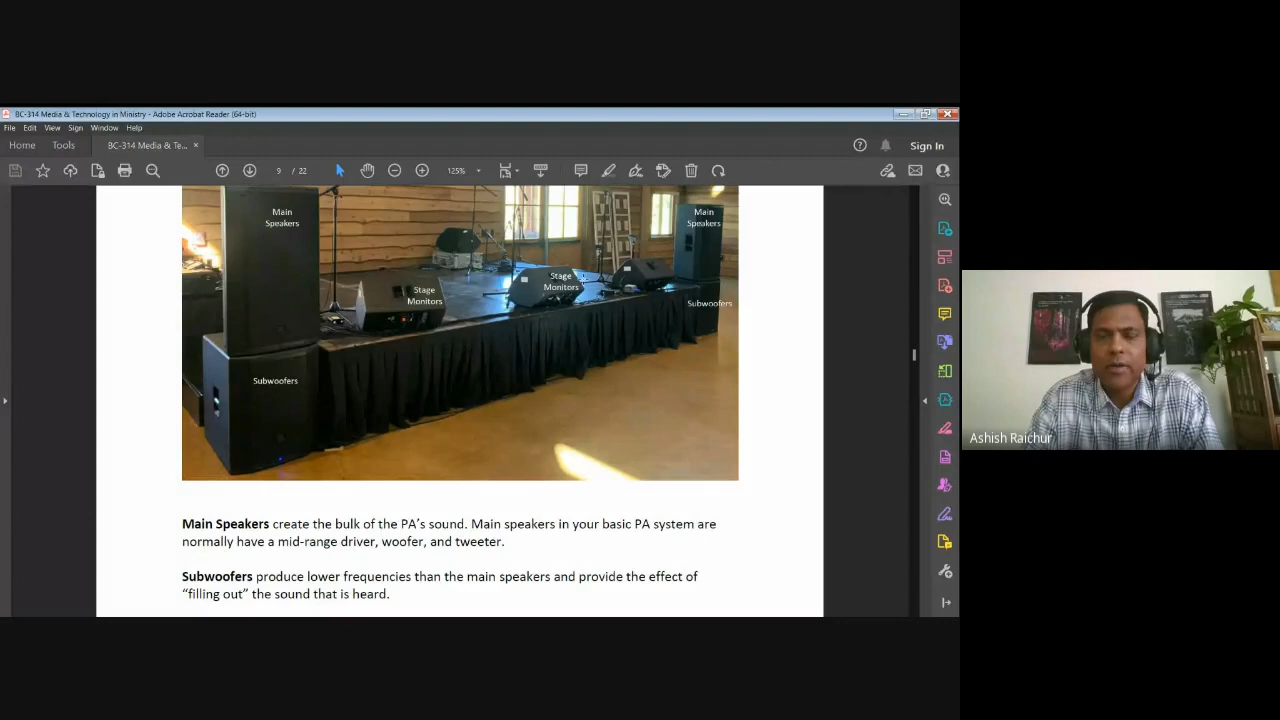 BC-314 Media & Technology in Ministry - Adobe Acrobat Reader (64-bit)
File Edit View Sign Window Help
Home Tools BC-314 Media & Te... × Sign In
9 / 22 125%
Main
Speakers
Main
Speakers
Stage
Monitors
Stage
Monitors
Subwoofers
Subwoofers
Main Speakers create the bulk of the PA’s sound. Main speakers in your basic PA system are
normally have a mid-range driver, woofer, and tweeter.
Subwoofers produce lower frequencies than the main speakers and provide the effect of
“filling out” the sound that is heard.
Ashish Raichur